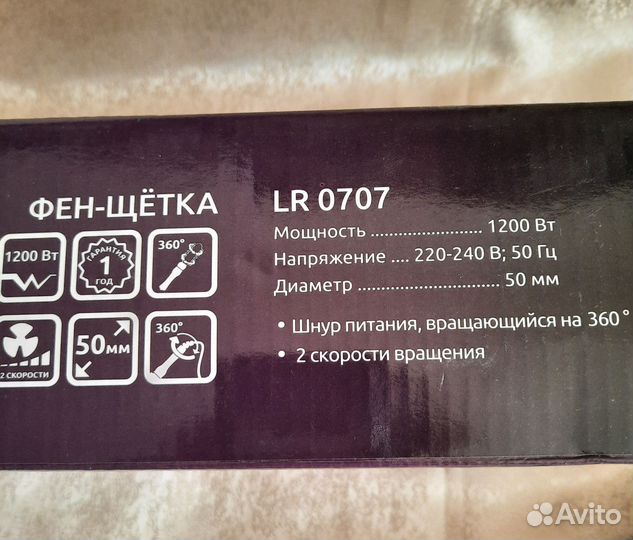 ФЕН-ЩЁТКА
1200 Вт
ГАРАНТИЯ
1
ГОД
360°
2 СКОРОСТИ
50мм
360°
LR 0707
Мощность ........................ 1200 Вт
Напряжение .... 220-240 В; 50 Гц
Диаметр .............................. 50 мм
• Шнур питания, вращающийся на 360°
• 2 скорости вращения
Avito